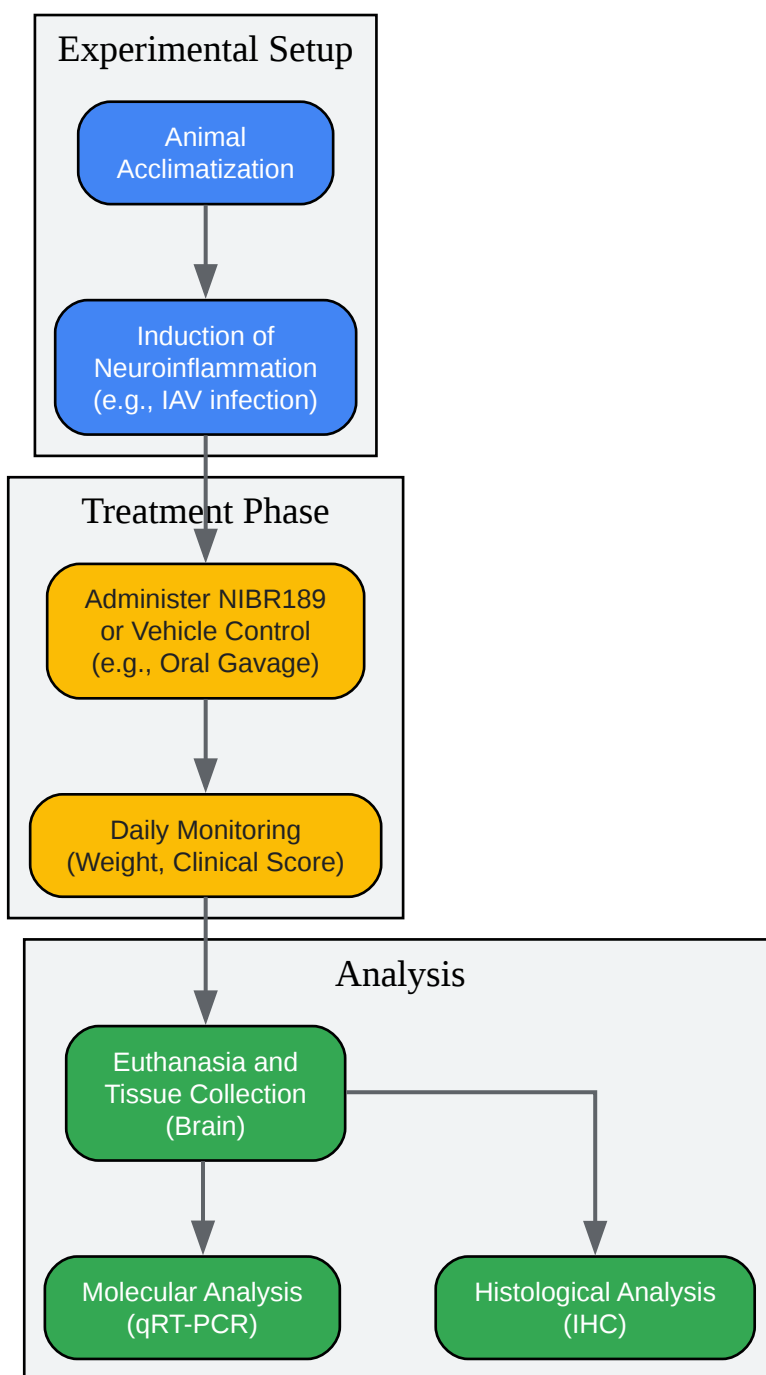 Experimental Setup
Animal
Acclimatization
Induction of
Neuroinflammation
(e.g., IAV infection)
Treatment Phase
Administer NIBR189
or Vehicle Control
(e.g., Oral Gavage)
Daily Monitoring
(Weight, Clinical Score)
Analysis
Euthanasia and
Tissue Collection
(Brain)
Molecular Analysis
(qRT-PCR)
Histological Analysis
(IHC)